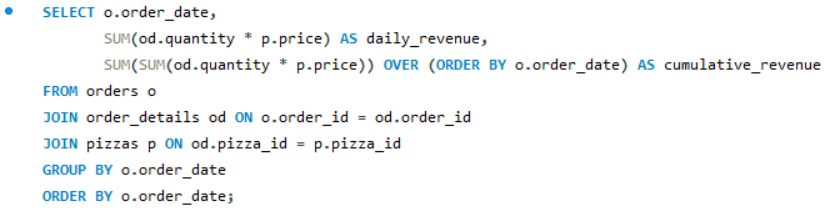 SELECT o.order_date,
SUM(od.quantity * p.price) AS daily_revenue,
SUM(SUM(od.quantity * p.price)) OVER (ORDER BY o.order_date) AS cumulative_revenue
FROM orders o
JOIN order_details od ON o.order_id = od.order_id
JOIN pizzas p ON od.pizza_id = p.pizza_id
GROUP BY o.order_date
ORDER BY o.order_date;